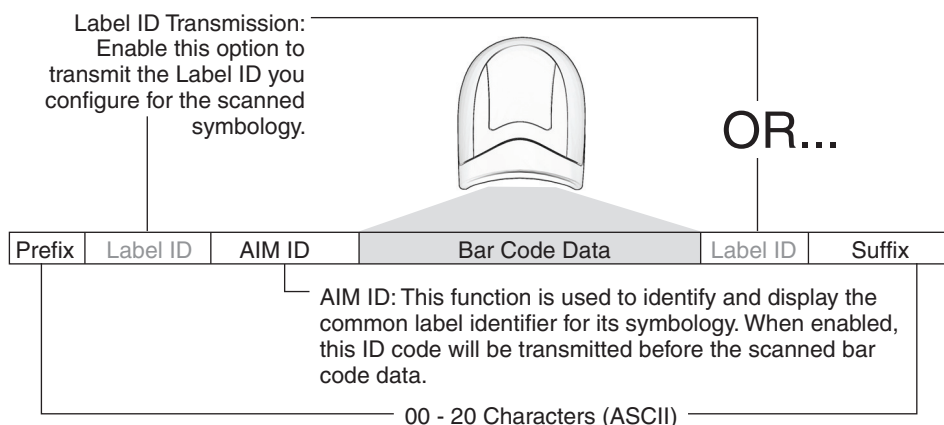 Label ID Transmission:
Enable this option to
transmit the Label ID you
configure for the scanned
symbology.
OR...
Prefix Label ID AIM ID Bar Code Data Label ID Suffix
AIM ID: This function is used to identify and display the
common label identifier for its symbology. When enabled,
this ID code will be transmitted before the scanned bar
code data.
00 - 20 Characters (ASCII)